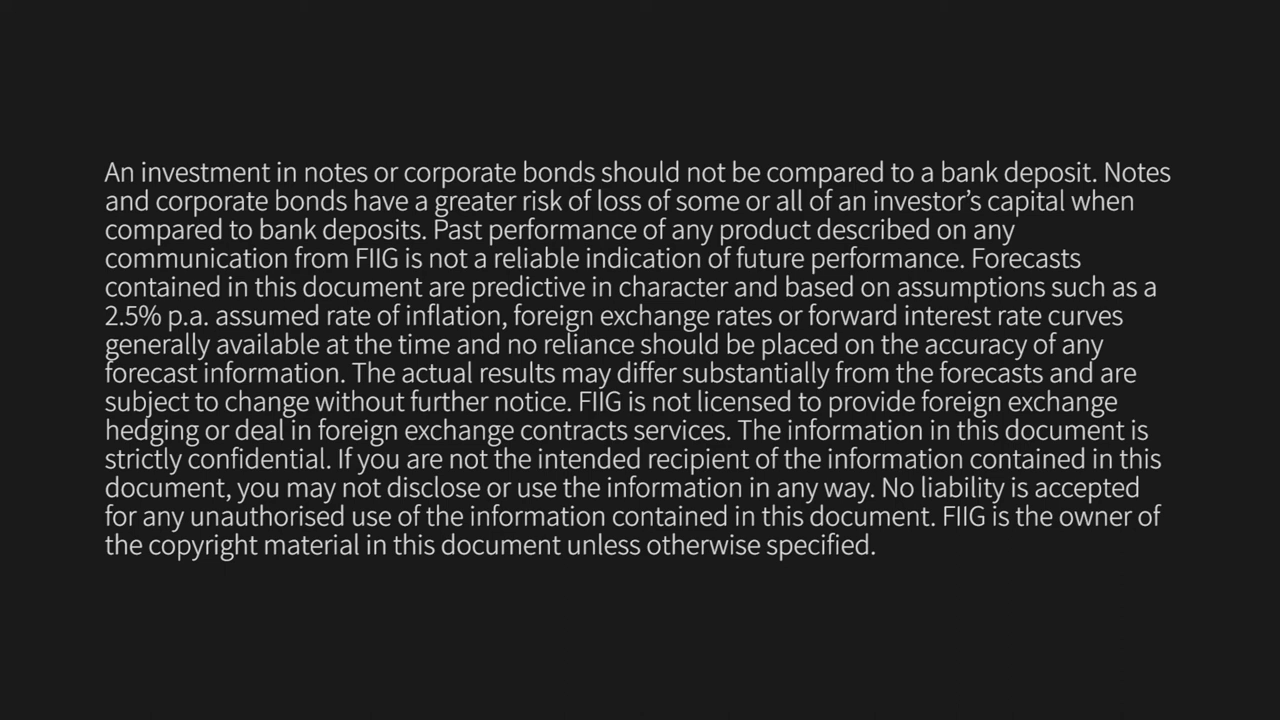 An investment in notes or corporate bonds should not be compared to a bank deposit. Notes
and corporate bonds have a greater risk of loss of some or all of an investor’s capital when
compared to bank deposits. Past performance of any product described on any
communication from FIIG is not a reliable indication of future performance. Forecasts
contained in this document are predictive in character and based on assumptions such as a
2.5% p.a. assumed rate of inflation, foreign exchange rates or forward interest rate curves
generally available at the time and no reliance should be placed on the accuracy of any
forecast information. The actual results may differ substantially from the forecasts and are
subject to change without further notice. FIIG is not licensed to provide foreign exchange
hedging or deal in foreign exchange contracts services. The information in this document is
strictly confidential. If you are not the intended recipient of the information contained in this
document, you may not disclose or use the information in any way. No liability is accepted
for any unauthorised use of the information contained in this document. FIIG is the owner of
the copyright material in this document unless otherwise specified.